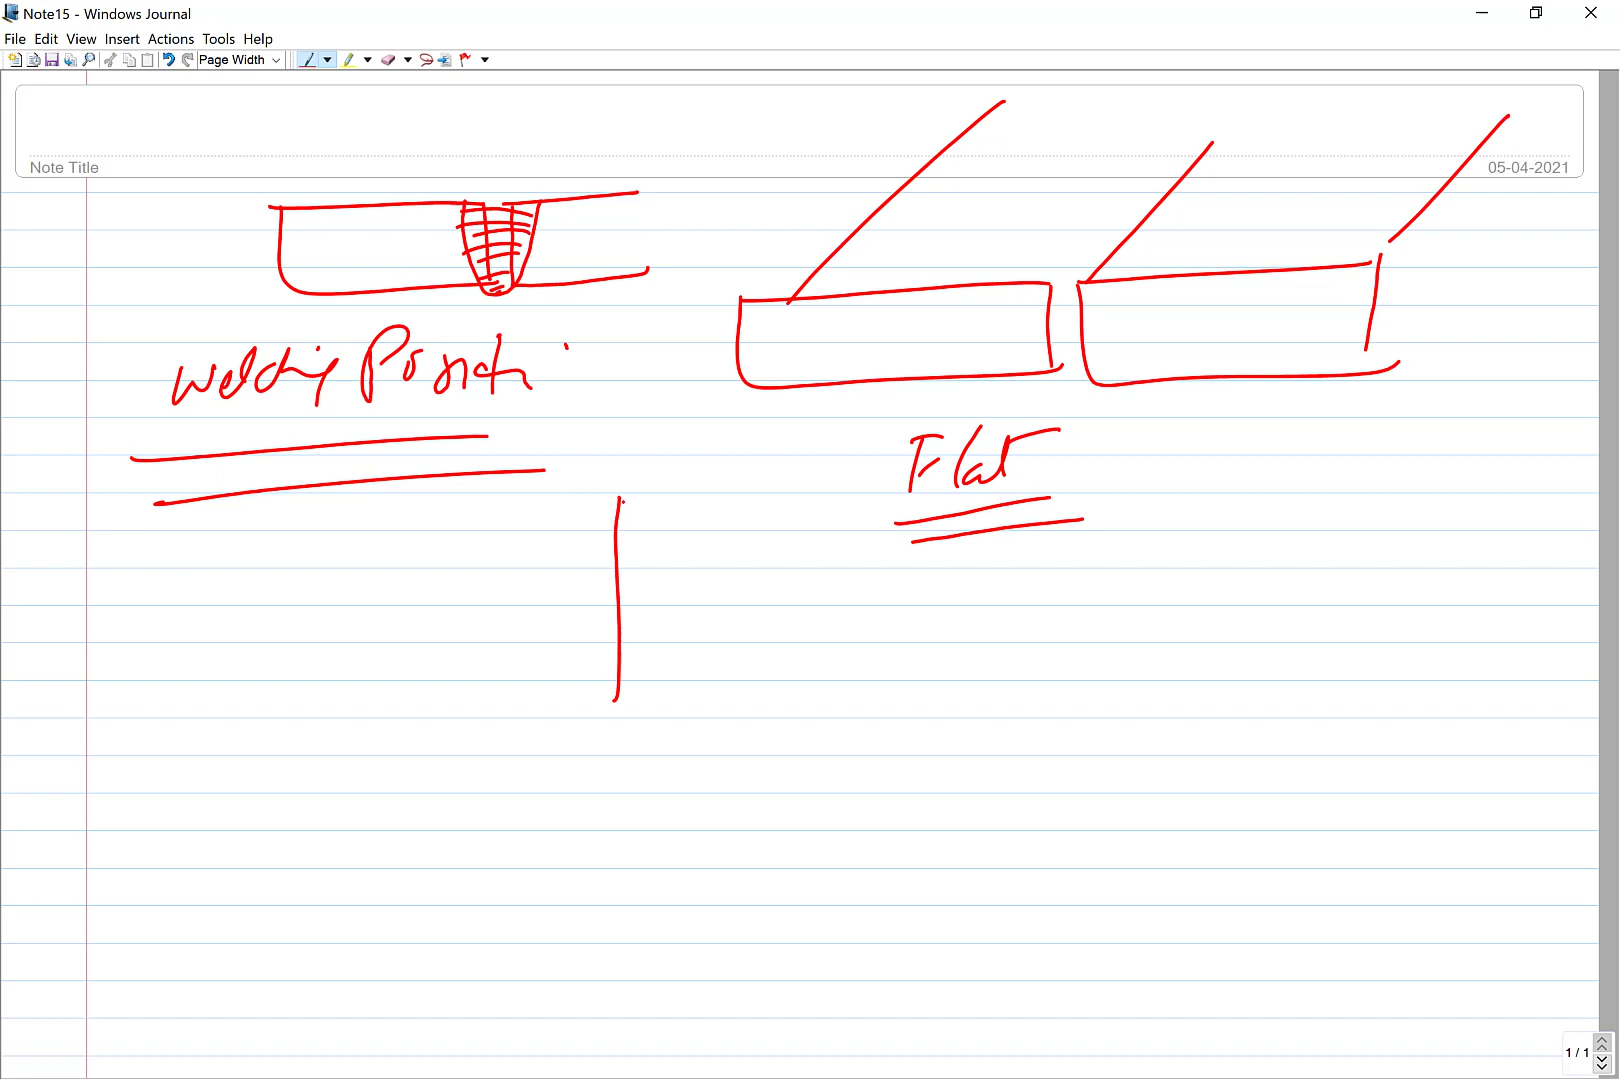 Note15 - Windows Journal
File Edit View Insert Actions Tools Help
Page Width
Note Title
05-04-2021
Welding Position
Flat
1 / 1